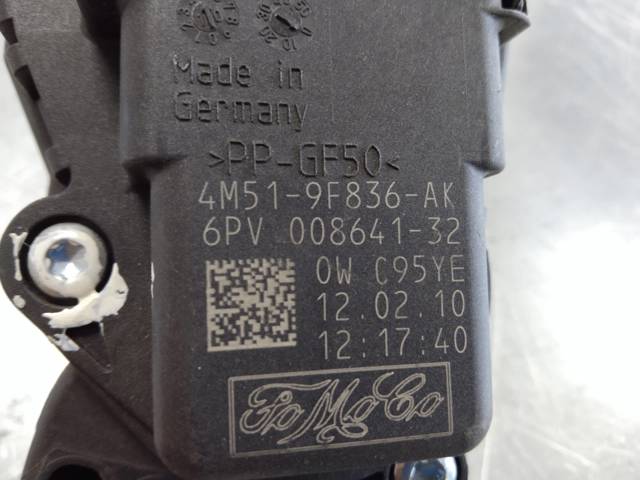 Made in
Germany
>PP-GF50<
4M51-9F836-AK
6PV 008641-32
0W C95YE
12.02.10
12:17:40
FoMoCo